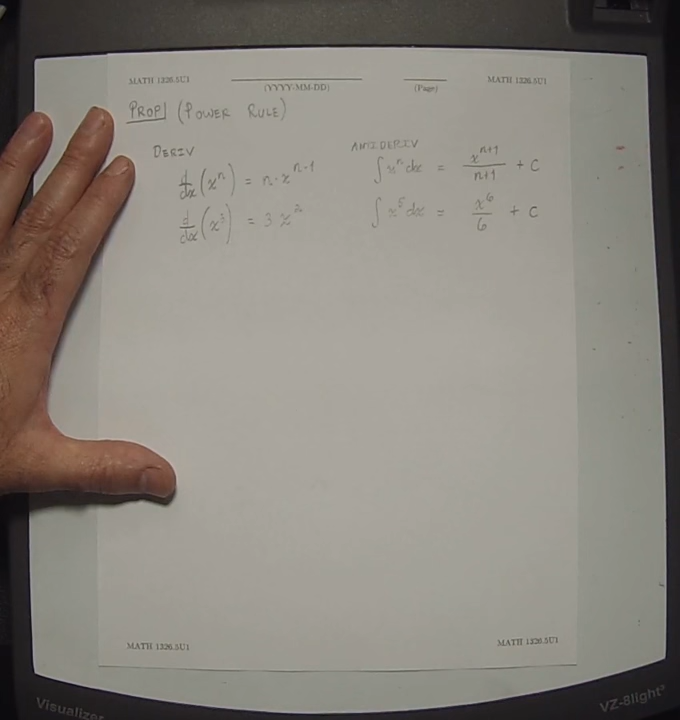 MATH 1326.5U1 (YYYY-MM-DD) (Page) MATH 1326.5U1
PROP (POWER RULE)
DERIV ANTIDERIV
d/dx (x^n) = n·x^{n-1} ∫ x^n dx = x^{n+1}/n+1 + C
d/dx (x^3) = 3 x^2 ∫ x^5 dx = x^6/6 + C
MATH 1326.5U1 MATH 1326.5U1
Visualizer VZ-8light³